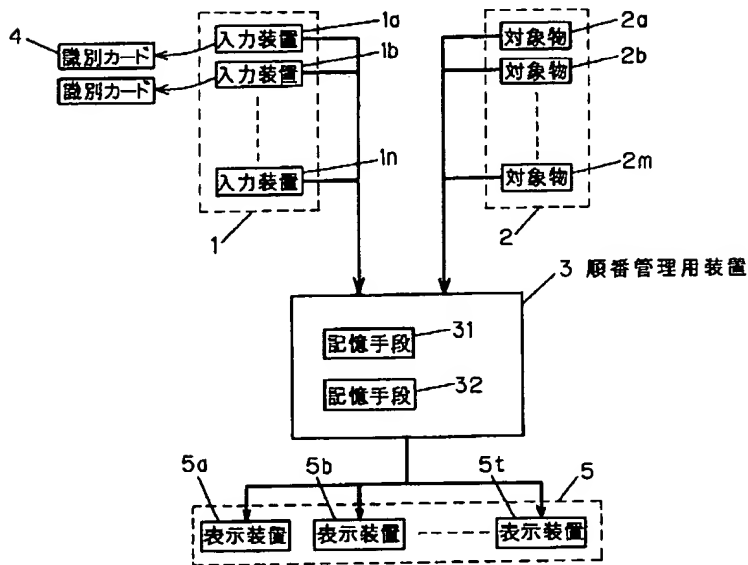 4
識別カード
識別カード
入力装置
1a
入力装置
1b
入力装置
1n
1
対象物
2a
対象物
2b
対象物
2m
2
3 順番管理用装置
記憶手段
31
記憶手段
32
5a
5b
5t
5
表示装置
表示装置
表示装置